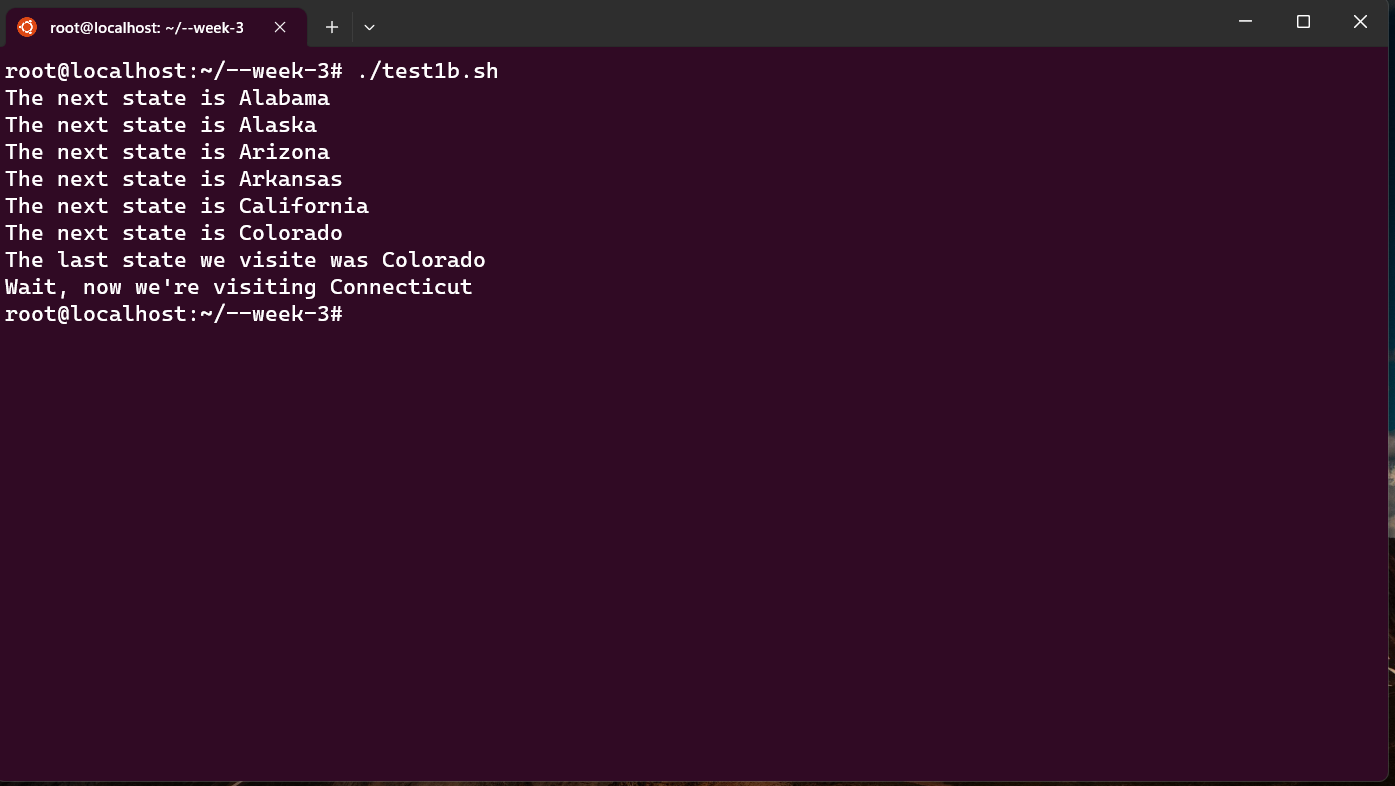 root@localhost: ~/--week-3
root@localhost:~/--week-3# ./test1b.sh
The next state is Alabama
The next state is Alaska
The next state is Arizona
The next state is Arkansas
The next state is California
The next state is Colorado
The last state we visite was Colorado
Wait, now we're visiting Connecticut
root@localhost:~/--week-3#